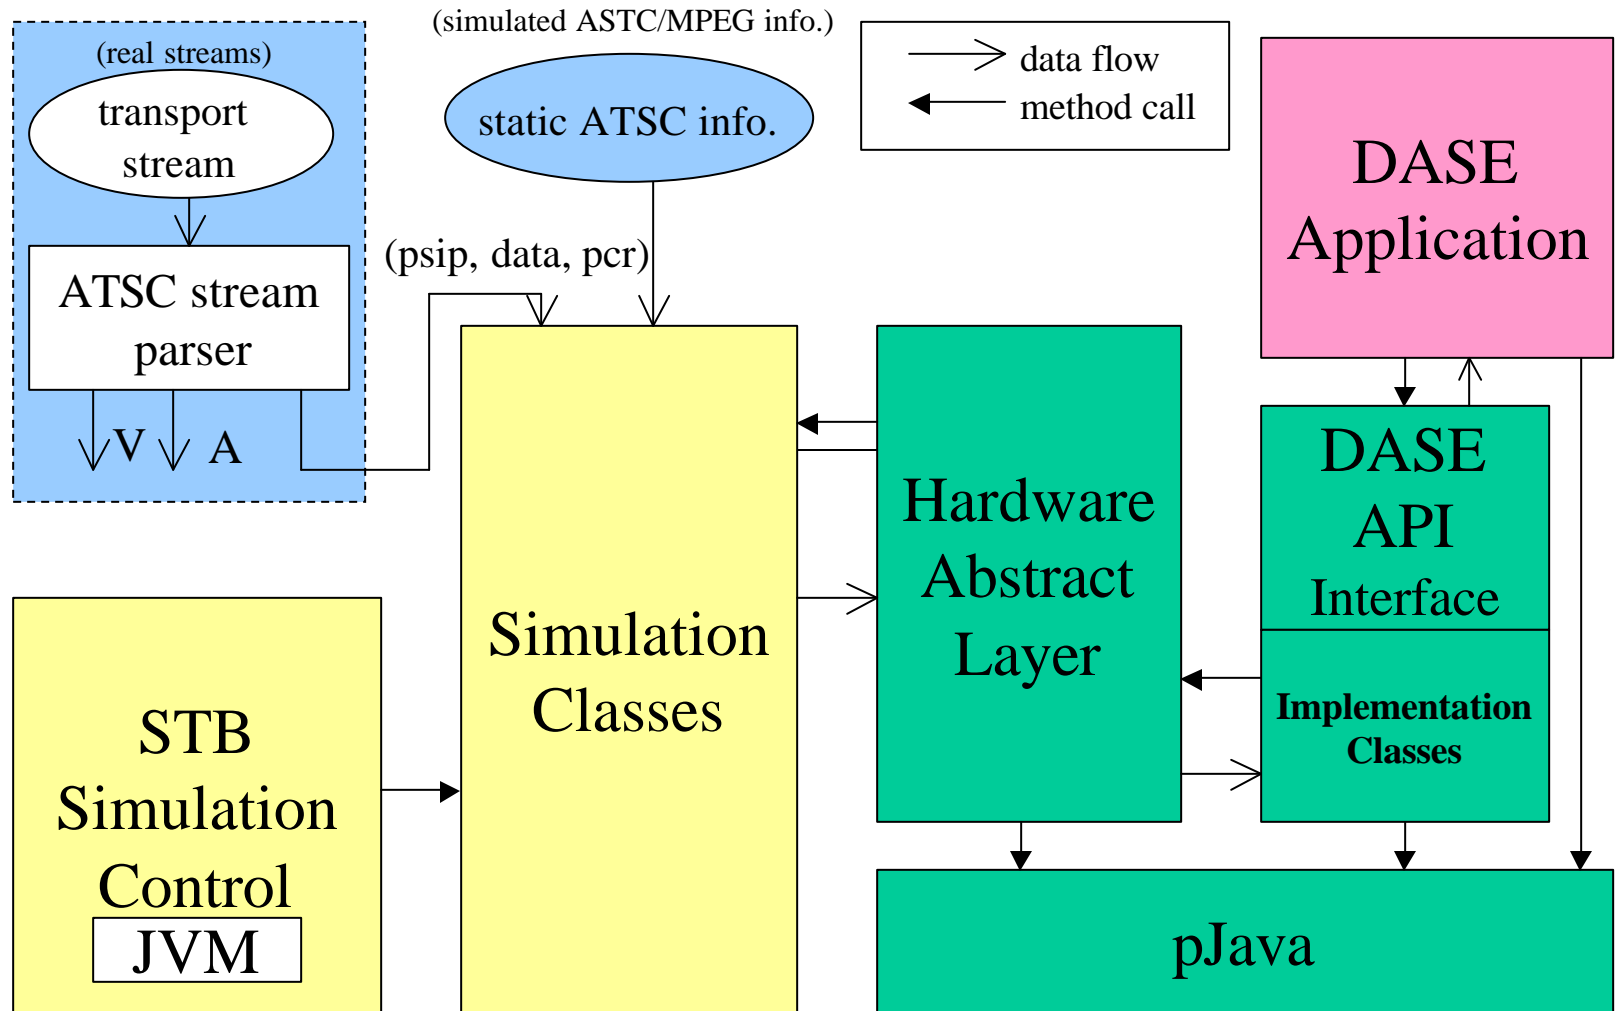 (simulated ASTC/MPEG info.)
(real streams)
transport
stream
static ATSC info.
data flow
method call
DASE
Application
(psip, data, pcr)
ATSC stream
parser
V
A
Simulation
Classes
Hardware
Abstract
Layer
DASE
API
Interface
Implementation
Classes
STB
Simulation
Control
JVM
pJava